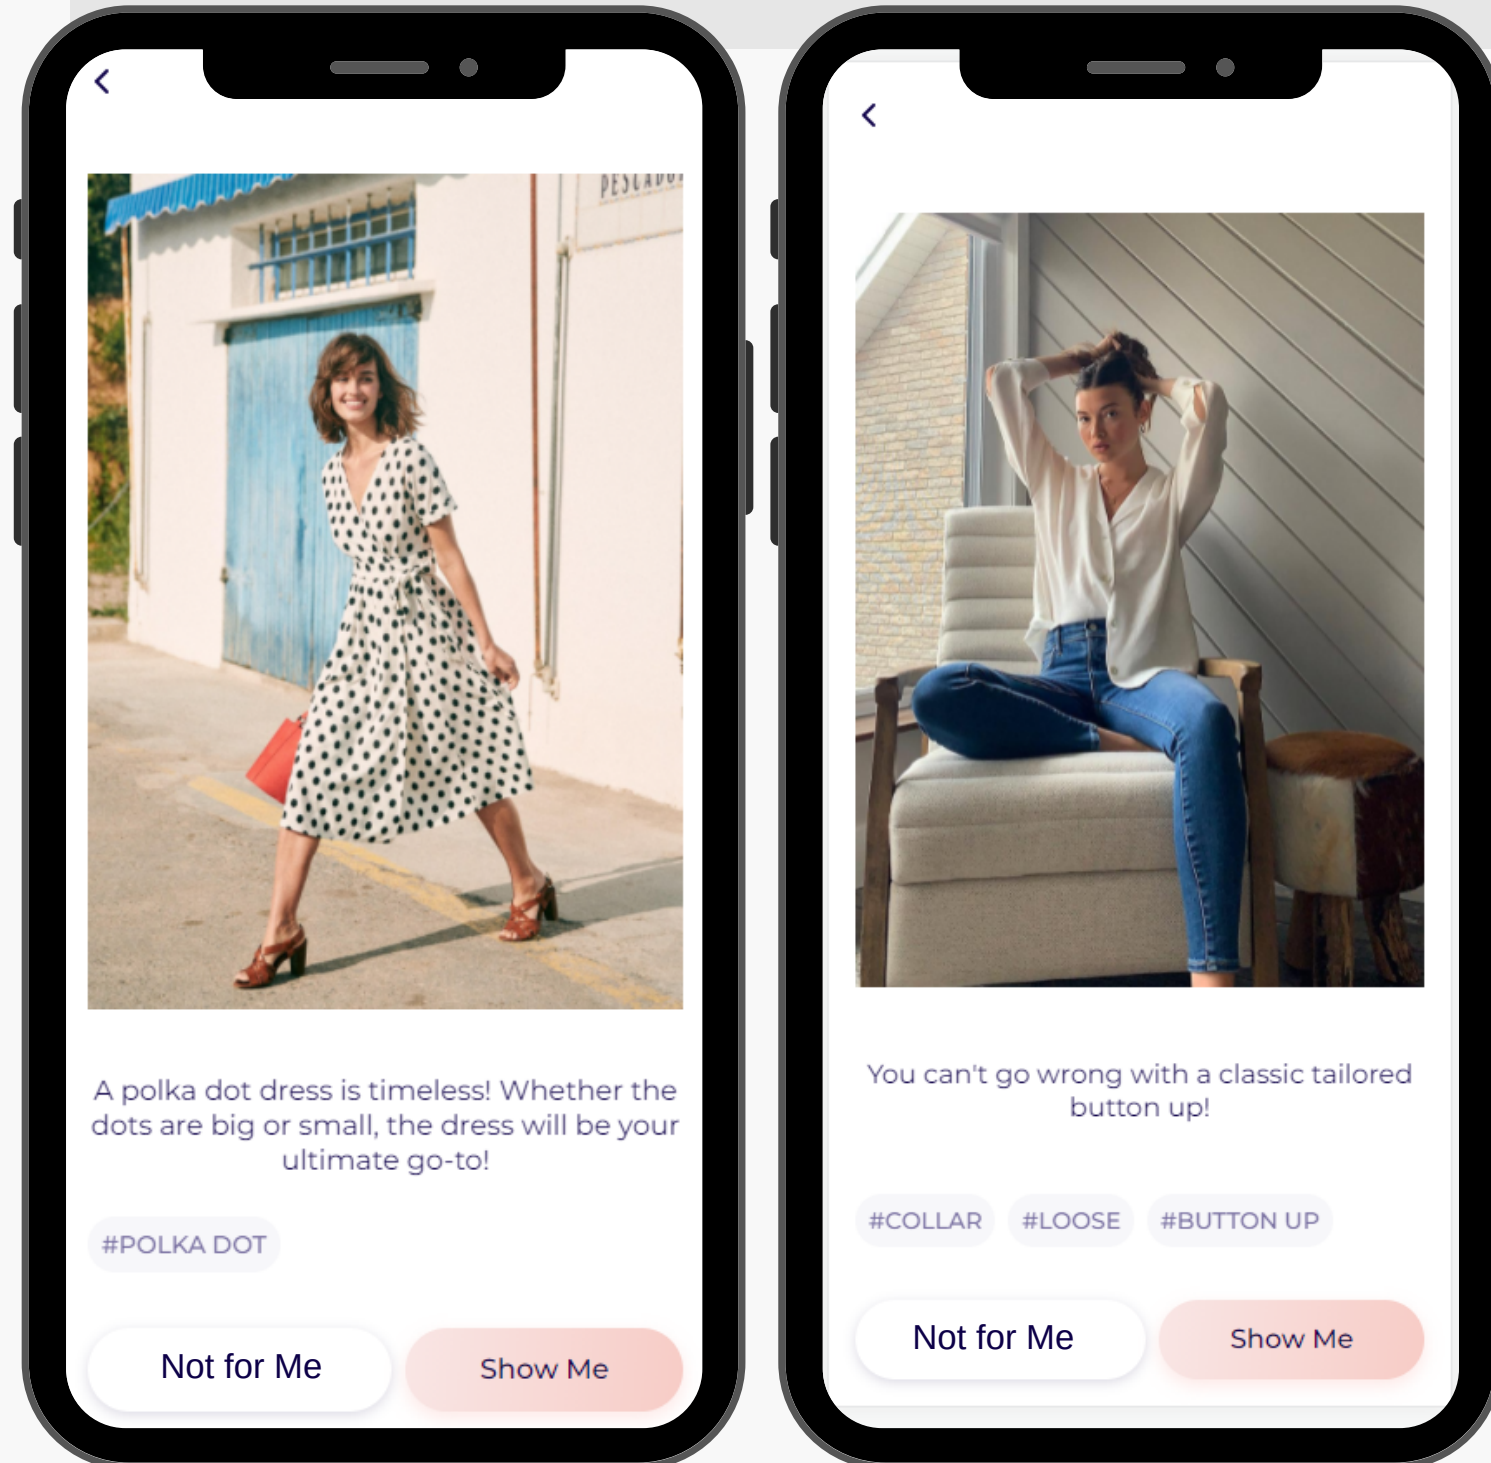 PESCADO
A polka dot dress is timeless! Whether the
dots are big or small, the dress will be your
ultimate go-to!
#POLKA DOT
Not for Me
Show Me
You can't go wrong with a classic tailored
button up!
#COLLAR #LOOSE #BUTTON UP
Not for Me
Show Me